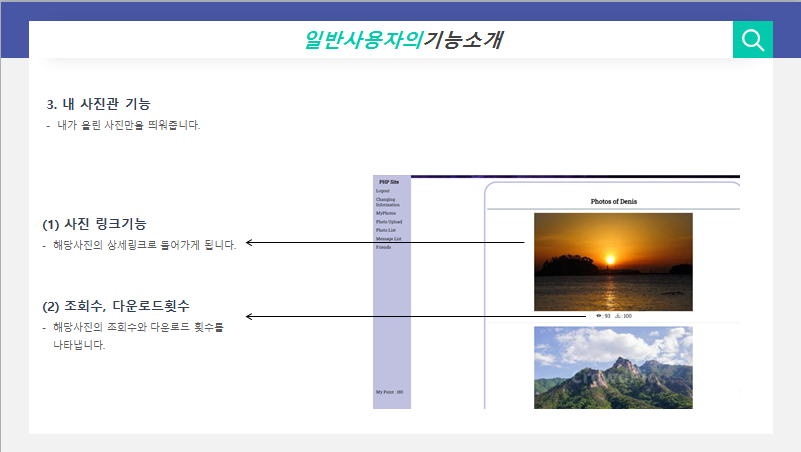 일반사용자의기능소개
3. 내 사진관 기능
- 내가 올린 사진만을 띄워줍니다.
(1) 사진 링크기능
- 해당사진의 상세링크로 들어가게 됩니다.
(2) 조회수, 다운로드횟수
- 해당사진의 조회수와 다운로드 횟수를
나타냅니다.
PHP Site
Logout
Changing
Information
MyPhotos
Photo Upload
Photo List
Message List
Friends
My Point : 180
Photos of Denis
: 93 : 100